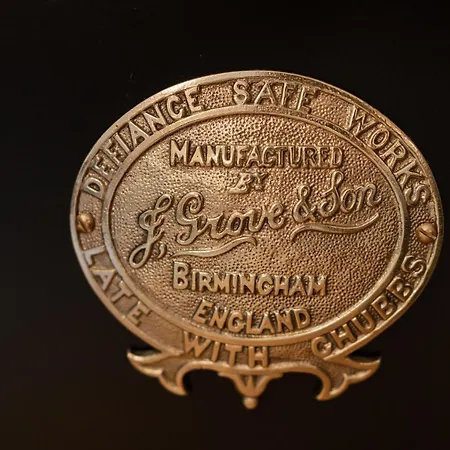 DEFIANCE SAFE WORKS
MANUFACTURED
BY
J. Grove & Son
BIRMINGHAM
ENGLAND
LATE WITH CHUBBS